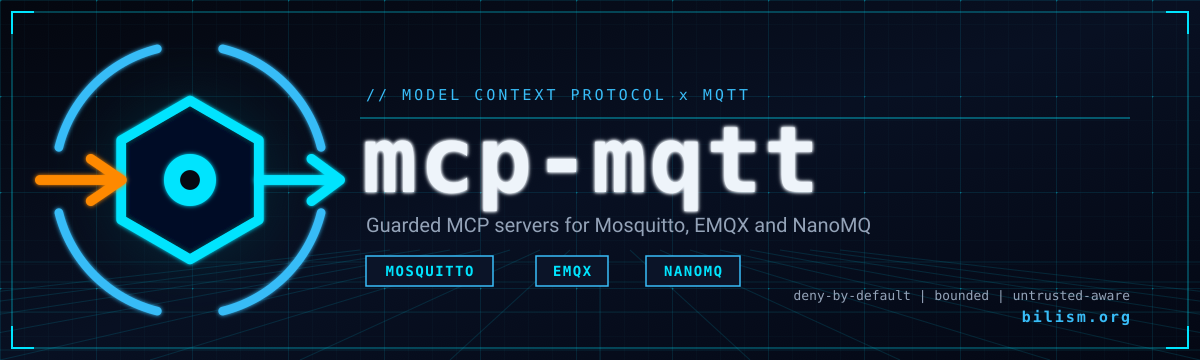 // MODEL CONTEXT PROTOCOL x MQTT
mcp-mqtt
Guarded MCP servers for Mosquitto, EMQX and NanoMQ
MOSQUITTO EMQX NANOMQ
deny-by-default | bounded | untrusted-aware
bilism.org